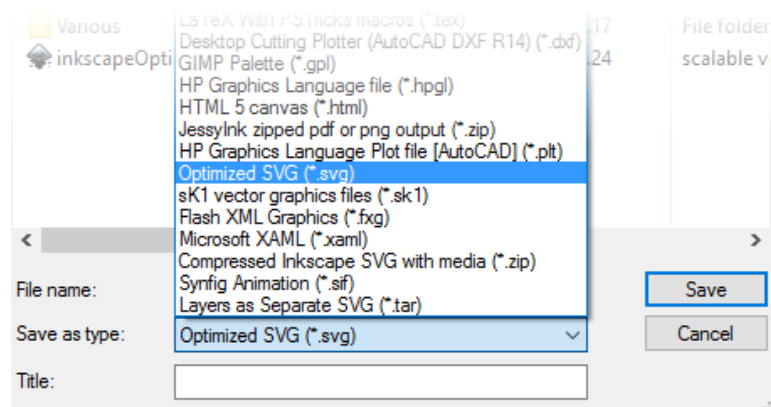 Various
LaTeX With PSTricks macros (*.tex)
.17
File folder
Desktop Cutting Plotter (AutoCAD DXF R14) (*.dxf)
inkscapeOpti
GIMP Palette (*.gpl)
.24
scalable v
HP Graphics Language file (*.hpgl)
HTML 5 canvas (*.html)
JessyInk zipped pdf or png output (*.zip)
HP Graphics Language Plot file [AutoCAD] (*.plt)
Optimized SVG (*.svg)
sK1 vector graphics files (*.sk1)
Flash XML Graphics (*.fxg)
Microsoft XAML (*.xaml)
Compressed Inkscape SVG with media (*.zip)
Synfig Animation (*.sif)
Layers as Separate SVG (*.tar)
File name:
Save
Save as type:
Optimized SVG (*.svg)
Cancel
Title: